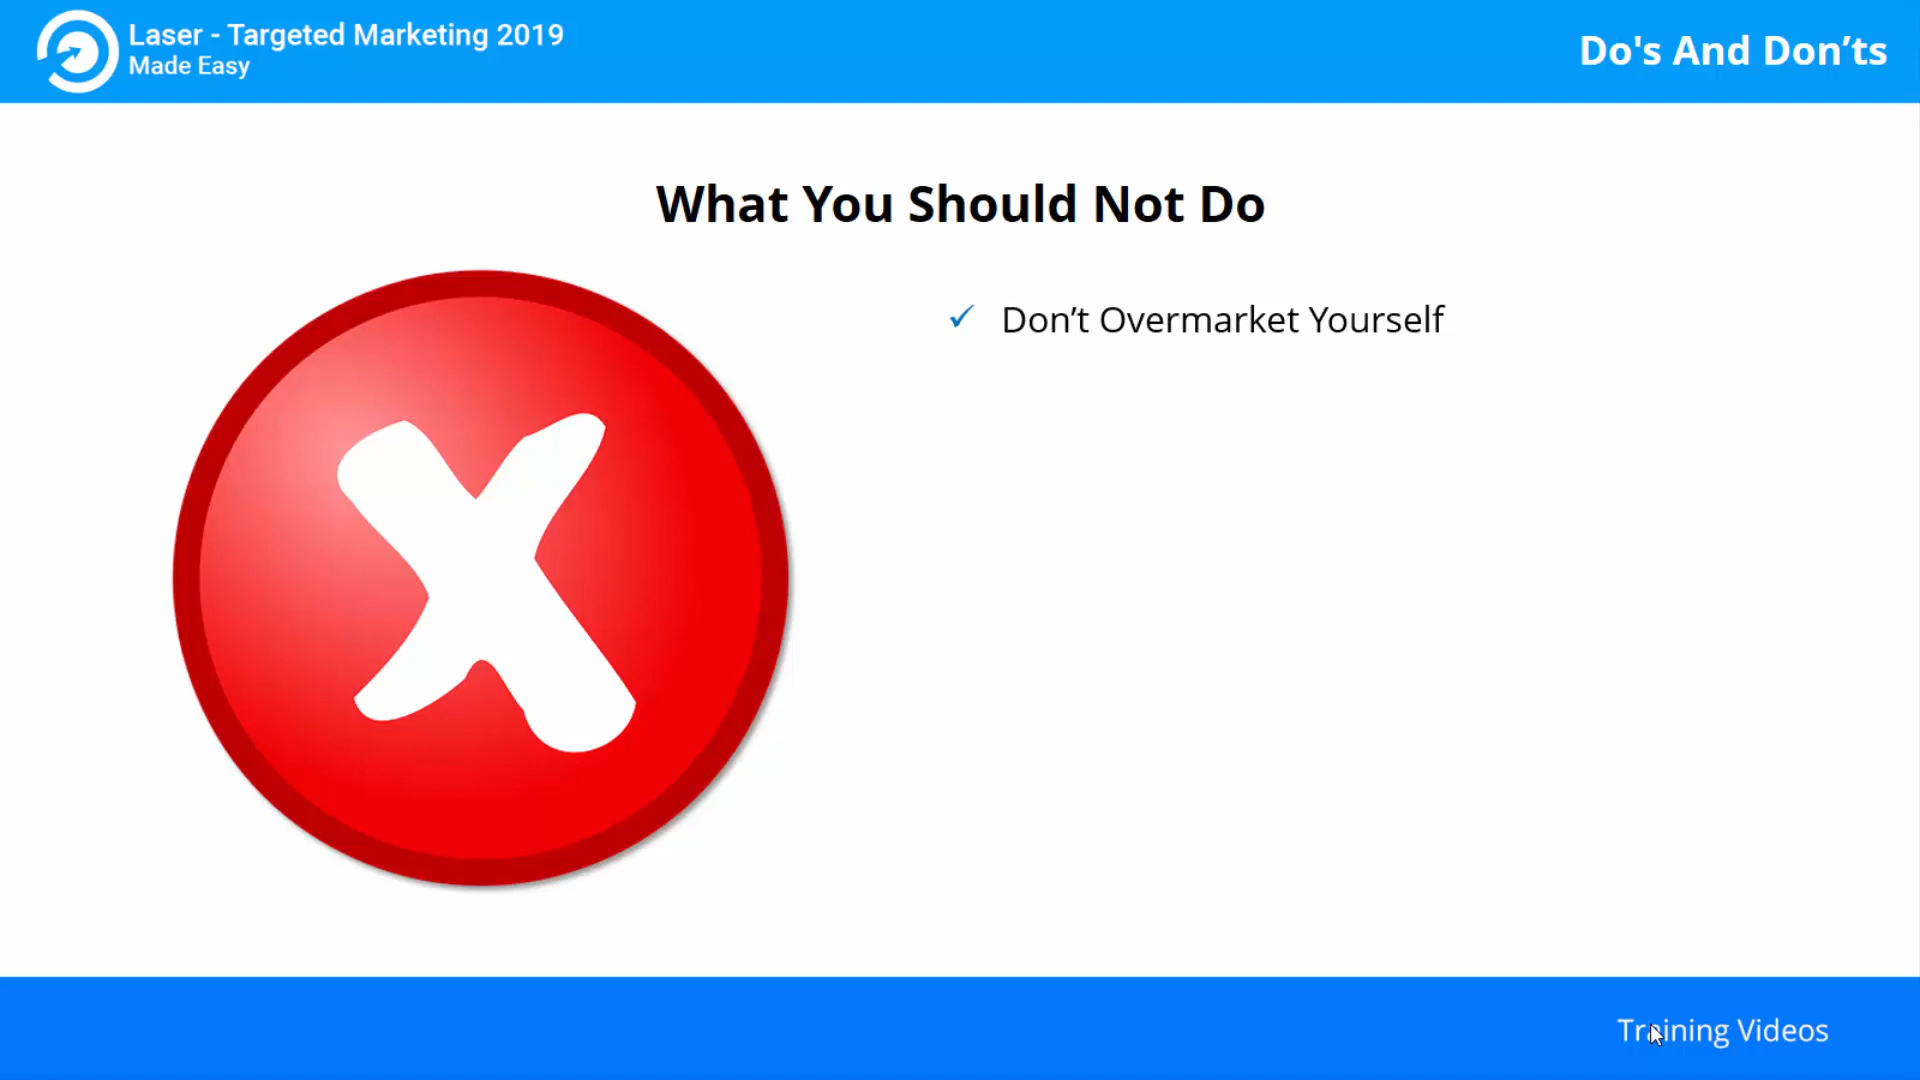 Laser - Targeted Marketing 2019
Made Easy
Do's And Don’ts
What You Should Not Do
Don’t Overmarket Yourself
Training Videos